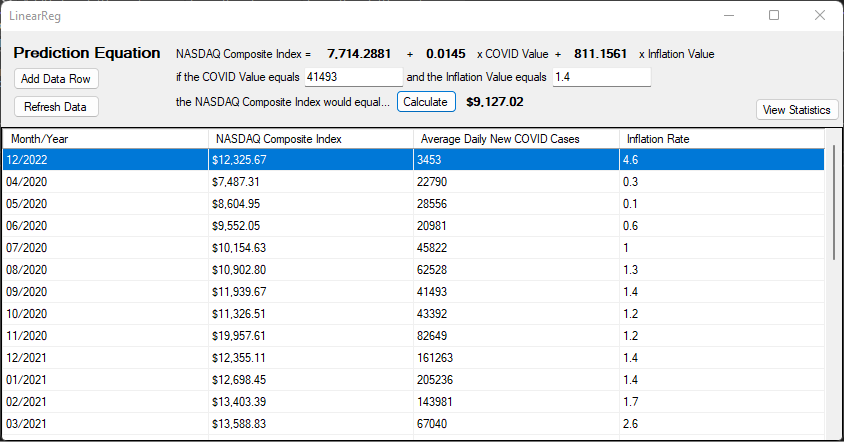 LinearReg
Prediction Equation NASDAQ Composite Index = 7,714.2881 + 0.0145 x COVID Value + 811.1561 x Inflation Value
Add Data Row if the COVID Value equals 41493 and the Inflation Value equals 1.4
Refresh Data the NASDAQ Composite Index would equal... Calculate $9,127.02
View Statistics
Month/Year NASDAQ Composite Index Average Daily New COVID Cases Inflation Rate
12/2022 $12,325.67 3453 4.6
04/2020 $7,487.31 22790 0.3
05/2020 $8,604.95 28556 0.1
06/2020 $9,552.05 20981 0.6
07/2020 $10,154.63 45822 1
08/2020 $10,902.80 62528 1.3
09/2020 $11,939.67 41493 1.4
10/2020 $11,326.51 43392 1.2
11/2020 $19,957.61 82649 1.2
12/2021 $12,355.11 161263 1.4
01/2021 $12,698.45 205236 1.4
02/2021 $13,403.39 143981 1.7
03/2021 $13,588.83 67040 2.6